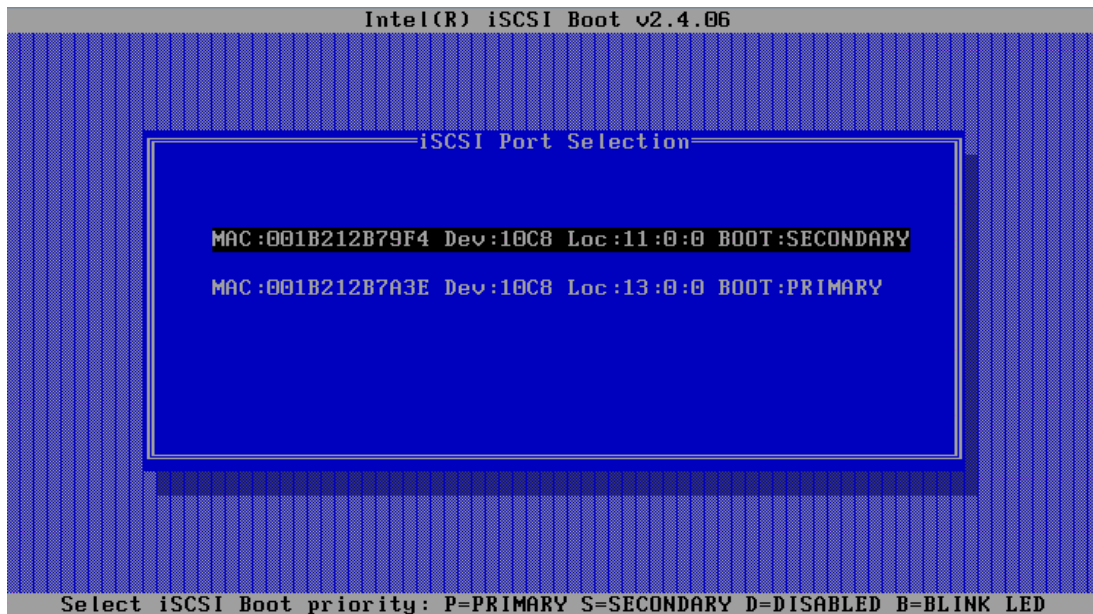 Intel(R) iSCSI Boot v2.4.06
iSCSI Port Selection
MAC:001B212B79F4 Dev:10C8 Loc:11:0:0 BOOT:SECONDARY
MAC:001B212B7A3E Dev:10C8 Loc:13:0:0 BOOT:PRIMARY
Select iSCSI Boot priority: P=PRIMARY S=SECONDARY D=DISABLED B=BLINK LED